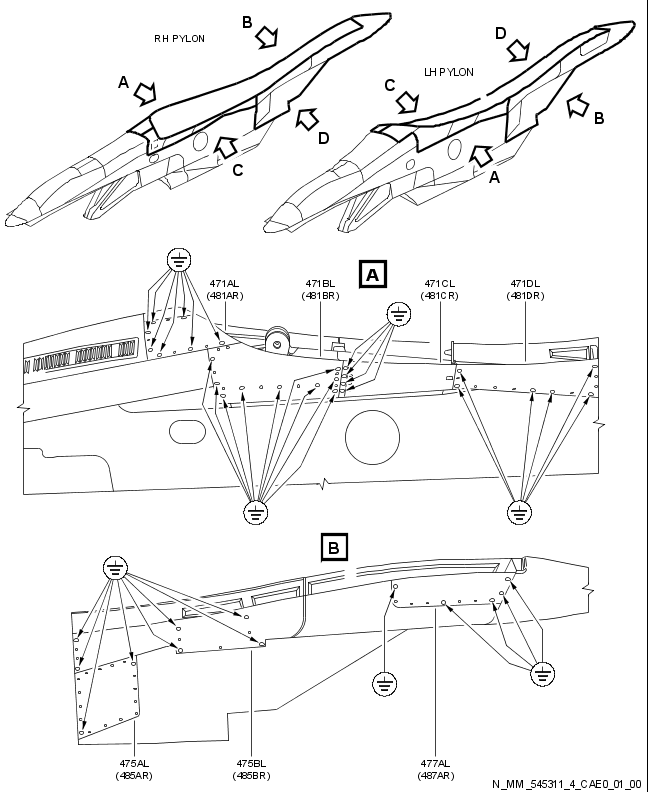 RH PYLON
B
A
D
C
LH PYLON
D
C
B
A
471AL
(481AR)
471BL
(481BR)
A
471CL
(481CR)
471DL
(481DR)
B
475AL
(485AR)
475BL
(485BR)
477AL
(487AR)
N_MM_545311_4_CAE0_01_00